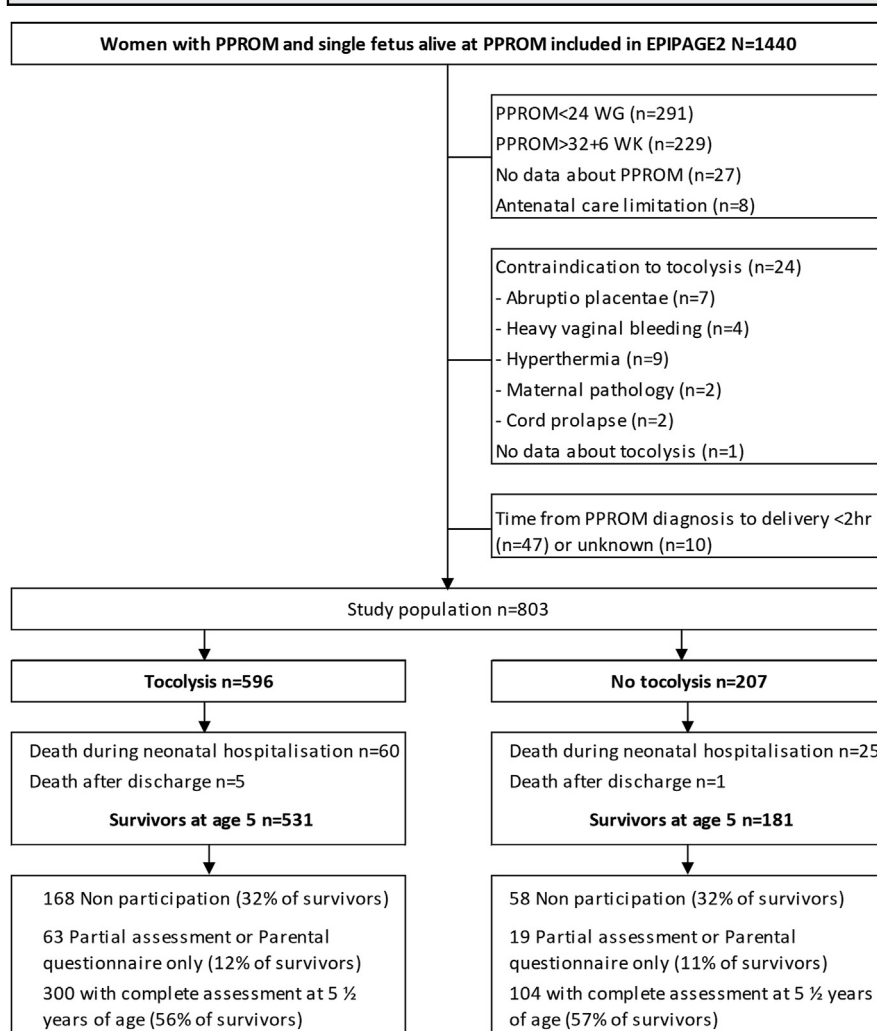 Women with PPROM and single fetus alive at PPROM included in EPIPAGE2 N=1440
PPROM<24 WG (n=291)
PPROM>32+6 WK (n=229)
No data about PPROM (n=27)
Antenatal care limitation (n=8)
Contraindication to tocolysis (n=24)
- Abruptio placentae (n=7)
- Heavy vaginal bleeding (n=4)
- Hyperthermia (n=9)
- Maternal pathology (n=2)
- Cord prolapse (n=2)
No data about tocolysis (n=1)
Time from PPROM diagnosis to delivery <2hr
(n=47) or unknown (n=10)
Study population n=803
Tocolysis n=596
Death during neonatal hospitalisation n=60
Death after discharge n=5
Survivors at age 5 n=531
168 Non participation (32% of survivors)
63 Partial assessment or Parental
questionnaire only (12% of survivors)
300 with complete assessment at 5 ½
years of age (56% of survivors)
No tocolysis n=207
Death during neonatal hospitalisation n=25
Death after discharge n=1
Survivors at age 5 n=181
58 Non participation (32% of survivors)
19 Partial assessment or Parental
questionnaire only (11% of survivors)
104 with complete assessment at 5 ½ years
of age (57% of survivors)